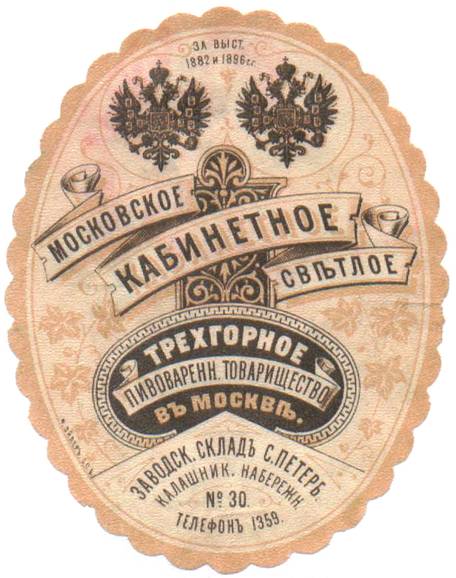 ЗА ВЫСТ.
1882 и 1896 г.г.
МОСКОВСКОЕ
КАБИНЕТНОЕ
СВѢТЛОЕ
ТРЕХГОРНОЕ
ПИВОВАРЕНН. ТОВАРИЩЕСТВО
ВЪ МОСКВѢ.
ЗАВОДСК. СКЛАДЪ С. ПЕТЕРБ.
КАЛАШНИК. НАБЕРЕЖН.
№ 30.
ТЕЛЕФОНЪ 1359.